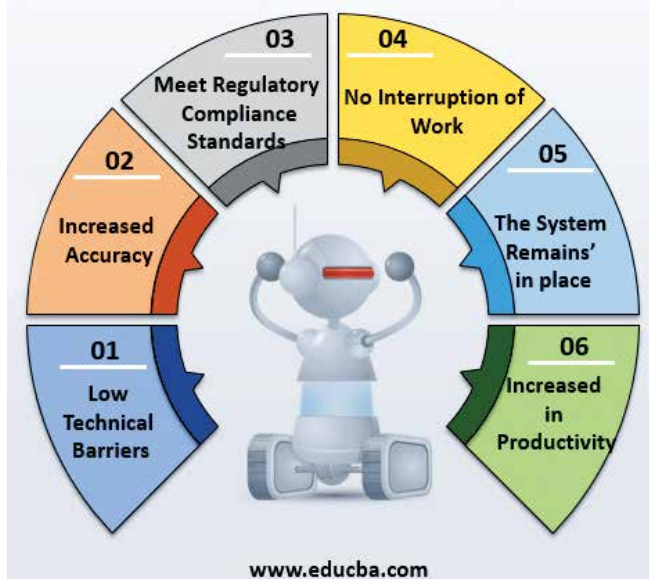 01
Low
Technical
Barriers
02
Increased
Accuracy
03
Meet Regulatory
Compliance
Standards
04
No Interruption of
Work
05
The System
Remains’
in place
06
Increased
in
Productivity
www.educba.com